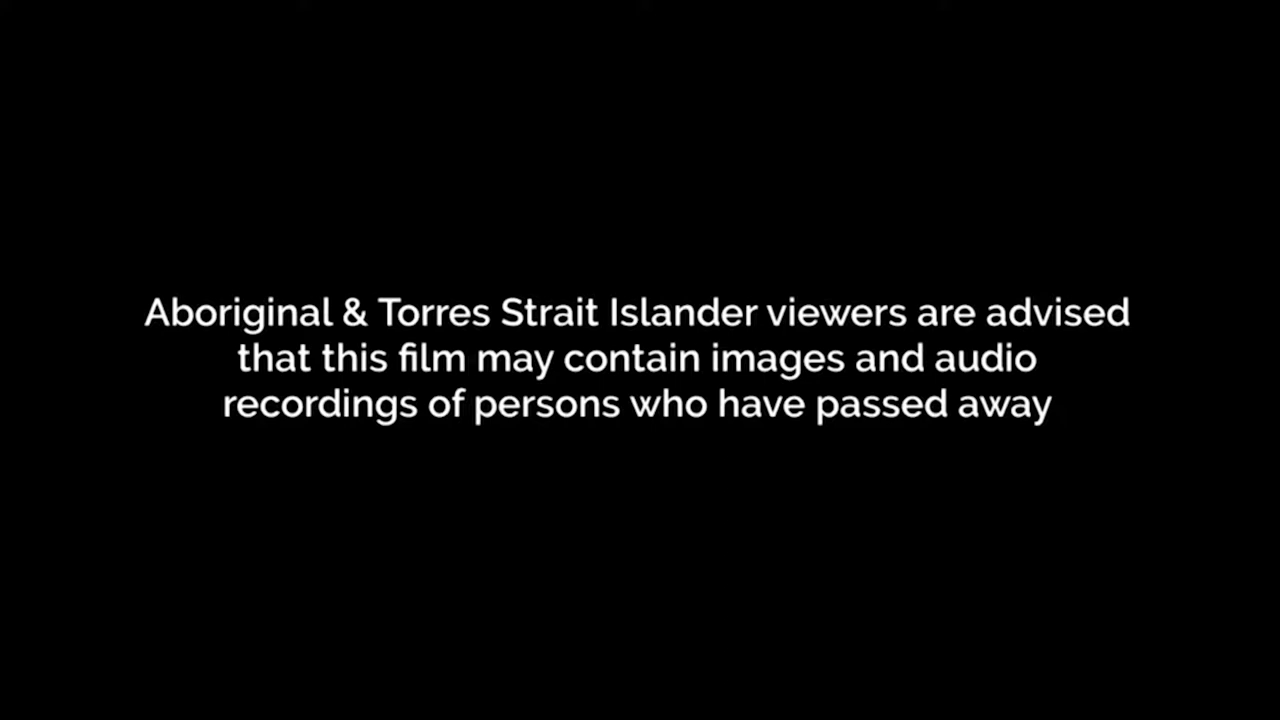 Aboriginal & Torres Strait Islander viewers are advised
that this film may contain images and audio
recordings of persons who have passed away